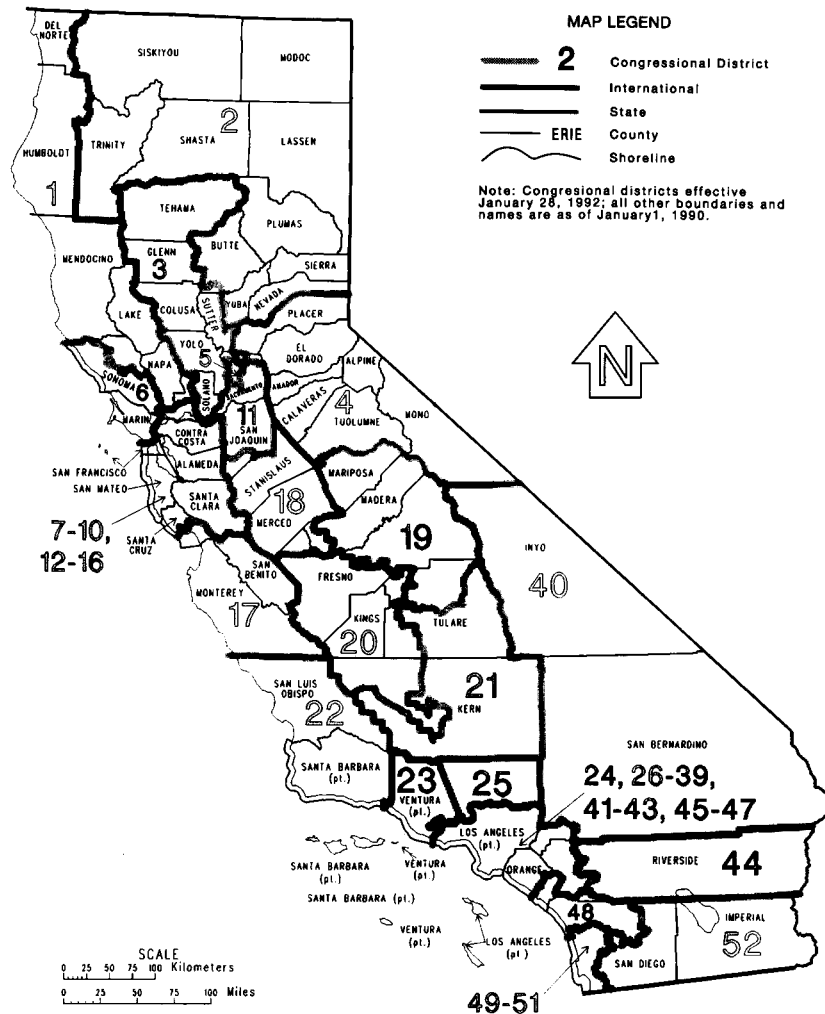 MAP LEGEND
2 Congressional District
International
State
ERIE County
Shoreline
Note: Congresional districts effective
January 28, 1992; all other boundaries and
names are as of January1, 1990.
N
DEL
NORTE
SISKIYOU
MODOC
HUMBOLDT
TRINITY
SHASTA
2
LASSEN
1
TEHAMA
PLUMAS
MENDOCINO
GLENN
3
BUTTE
SIERRA
LAKE
COLUSA
SUTTER
YUBA
NEVADA
PLACER
YOLO
5
EL
DORADO
ALPINE
SONOMA
6
NAPA
SOLANO
SACRAMENTO
AMADOR
CALAVERAS
4
TUOLUMNE
MONO
MARIN
CONTRA
COSTA
11
SAN
JOAQUIN
SAN FRANCISCO
ALAMEDA
STANISLAUS
MARIPOSA
SAN MATEO
SANTA
CLARA
18
MERCED
MADERA
7-10,
12-16
SANTA
CRUZ
19
INYO
40
SAN
BENITO
FRESNO
MONTEREY
17
KINGS
20
TULARE
SAN LUIS
OBISPO
22
21
KERN
SAN BERNARDINO
SANTA BARBARA
(pt.)
23
VENTURA
(pt.)
25
24, 26-39,
41-43, 45-47
LOS ANGELES
(pt.)
ORANGE
RIVERSIDE
44
SANTA BARBARA
(pt.)
VENTURA
(pt.)
SANTA BARBARA (pt.)
48
IMPERIAL
52
VENTURA
(pt.)
LOS ANGELES
(pt.)
SAN DIEGO
49-51
SCALE
0 25 50 75 100 Kilometers
0 25 50 100 Miles